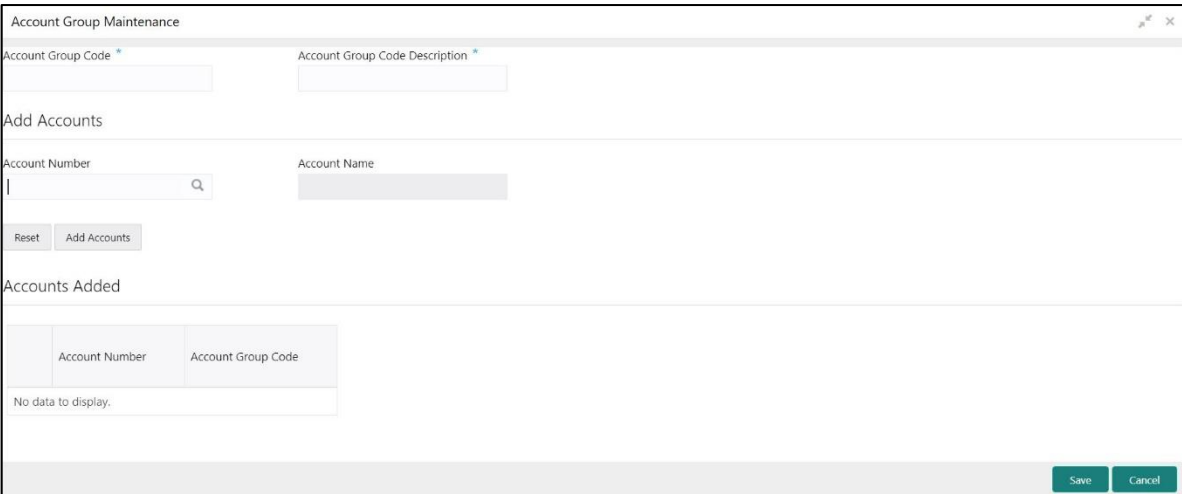 Account Group Maintenance
Account Group Code * Account Group Code Description *
Add Accounts
Account Number Account Name
Reset Add Accounts
Accounts Added
Account Number Account Group Code
No data to display.
Save Cancel